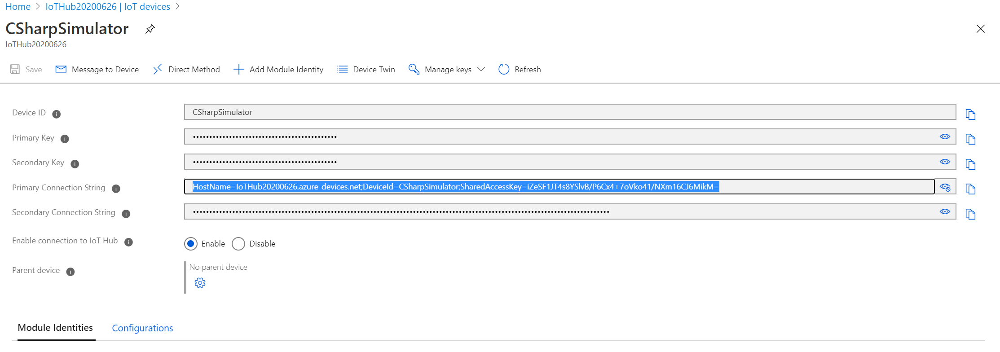 Home > IoTHub20200626 | IoT devices >
CSharpSimulator
IoTHub20200626
Save Message to Device Direct Method Add Module Identity Device Twin Manage keys Refresh
Device ID CSharpSimulator
Primary Key ••••••••••••••••••••••••••••••••••••••••••••
Secondary Key ••••••••••••••••••••••••••••••••••••••••••••
Primary Connection String HostName=IoTHub20200626.azure-devices.net;DeviceId=CSharpSimulator;SharedAccessKey=iZeSF1JT4s8YSlvB/P6Cx4+7oVko41/NXm16CJ6MikM=
Secondary Connection String
Enable connection to IoT Hub Enable Disable
Parent device No parent device
Module Identities Configurations